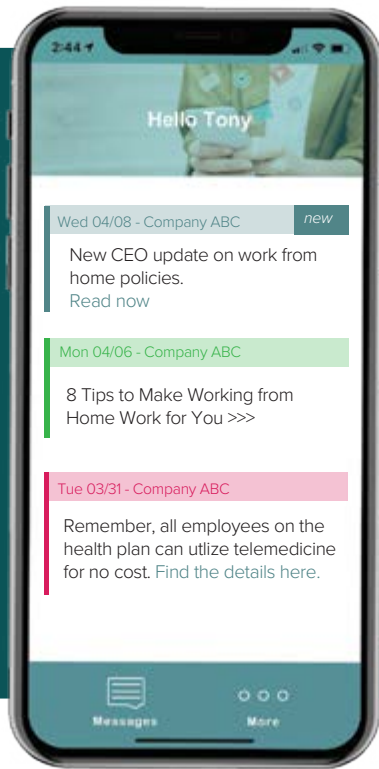 2:44
Hello Tony
Wed 04/08 - Company ABC
new
New CEO update on work from
home policies.
Read now
Mon 04/06 - Company ABC
8 Tips to Make Working from
Home Work for You >>>
Tue 03/31 - Company ABC
Remember, all employees on the
health plan can utlize telemedicine
for no cost. Find the details here.
Messages
More